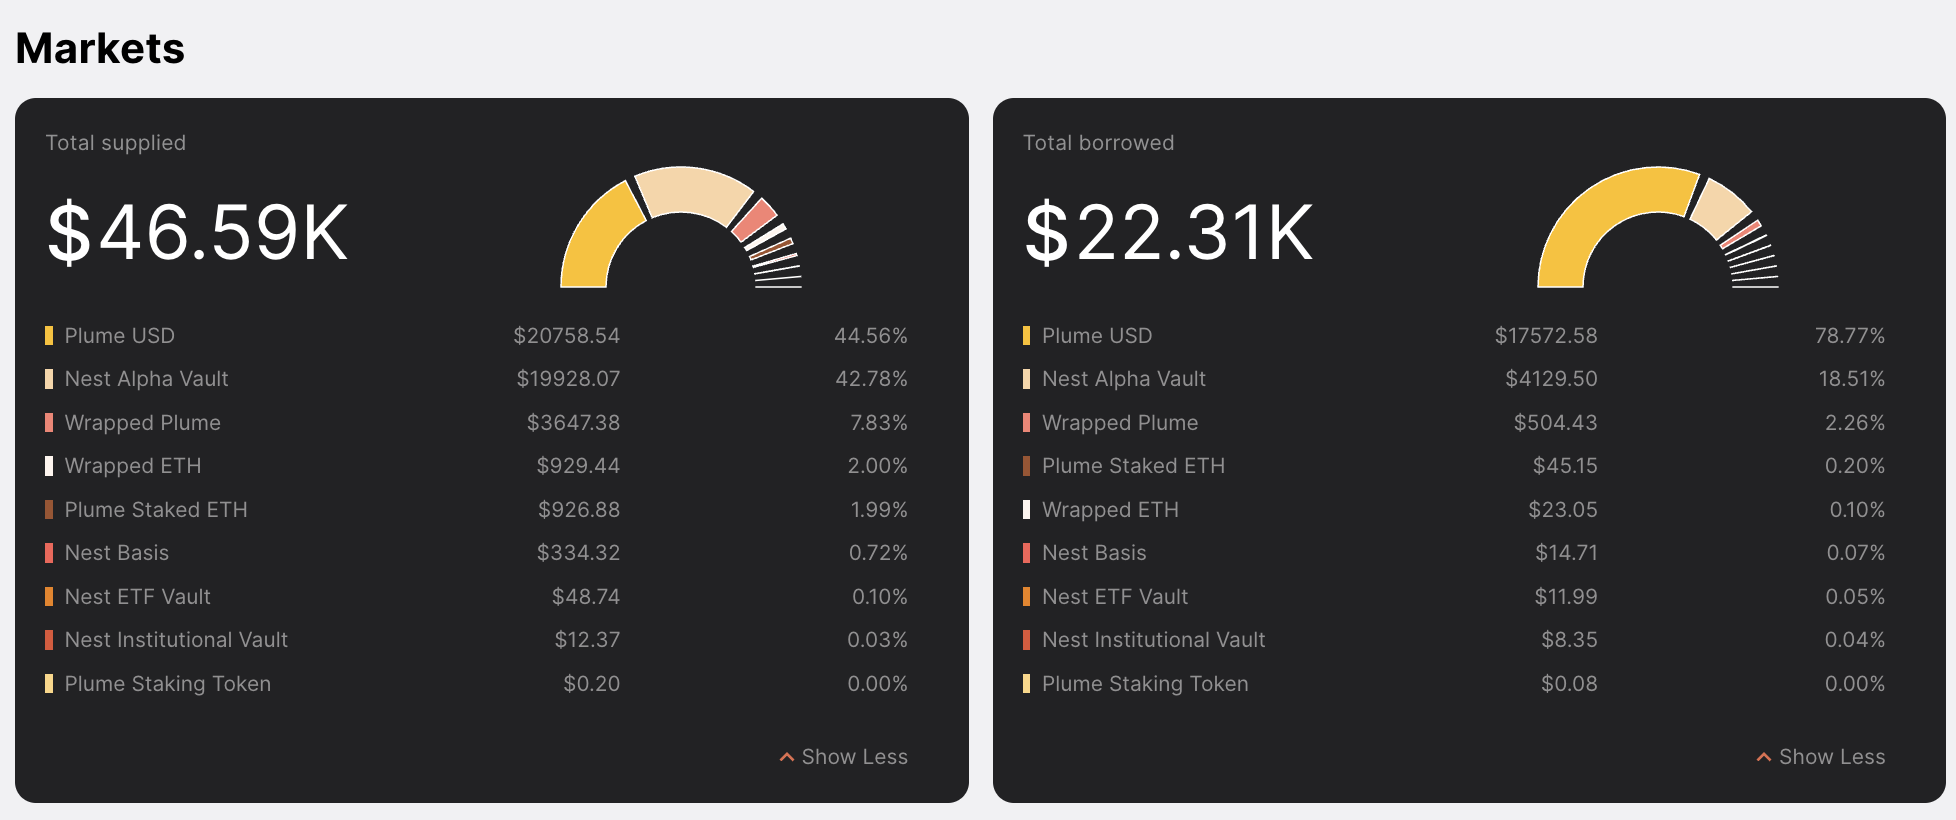 Markets
Total supplied
$46.59K
Plume USD $20758.54 44.56%
Nest Alpha Vault $19928.07 42.78%
Wrapped Plume $3647.38 7.83%
Wrapped ETH $929.44 2.00%
Plume Staked ETH $926.88 1.99%
Nest Basis $334.32 0.72%
Nest ETF Vault $48.74 0.10%
Nest Institutional Vault $12.37 0.03%
Plume Staking Token $0.20 0.00%
Show Less
Total borrowed
$22.31K
Plume USD $17572.58 78.77%
Nest Alpha Vault $4129.50 18.51%
Wrapped Plume $504.43 2.26%
Plume Staked ETH $45.15 0.20%
Wrapped ETH $23.05 0.10%
Nest Basis $14.71 0.07%
Nest ETF Vault $11.99 0.05%
Nest Institutional Vault $8.35 0.04%
Plume Staking Token $0.08 0.00%
Show Less